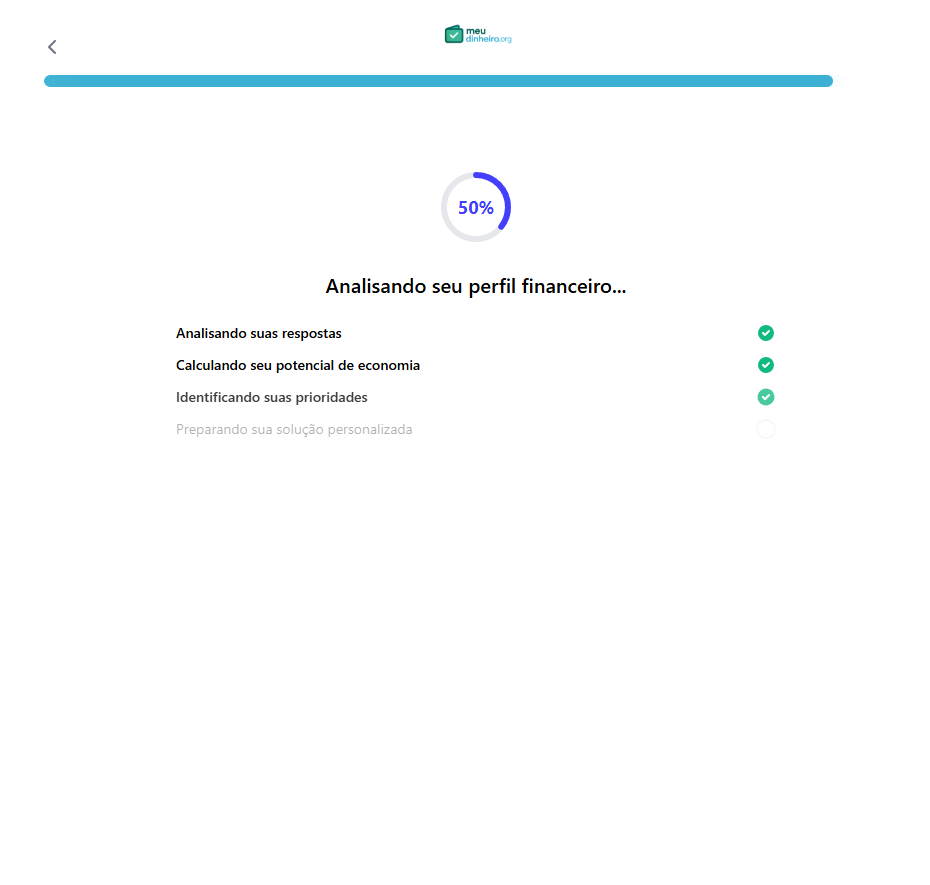 meu
dinheiro.org
50%
Analisando seu perfil financeiro...
Analisando suas respostas
Calculando seu potencial de economia
Identificando suas prioridades
Preparando sua solução personalizada